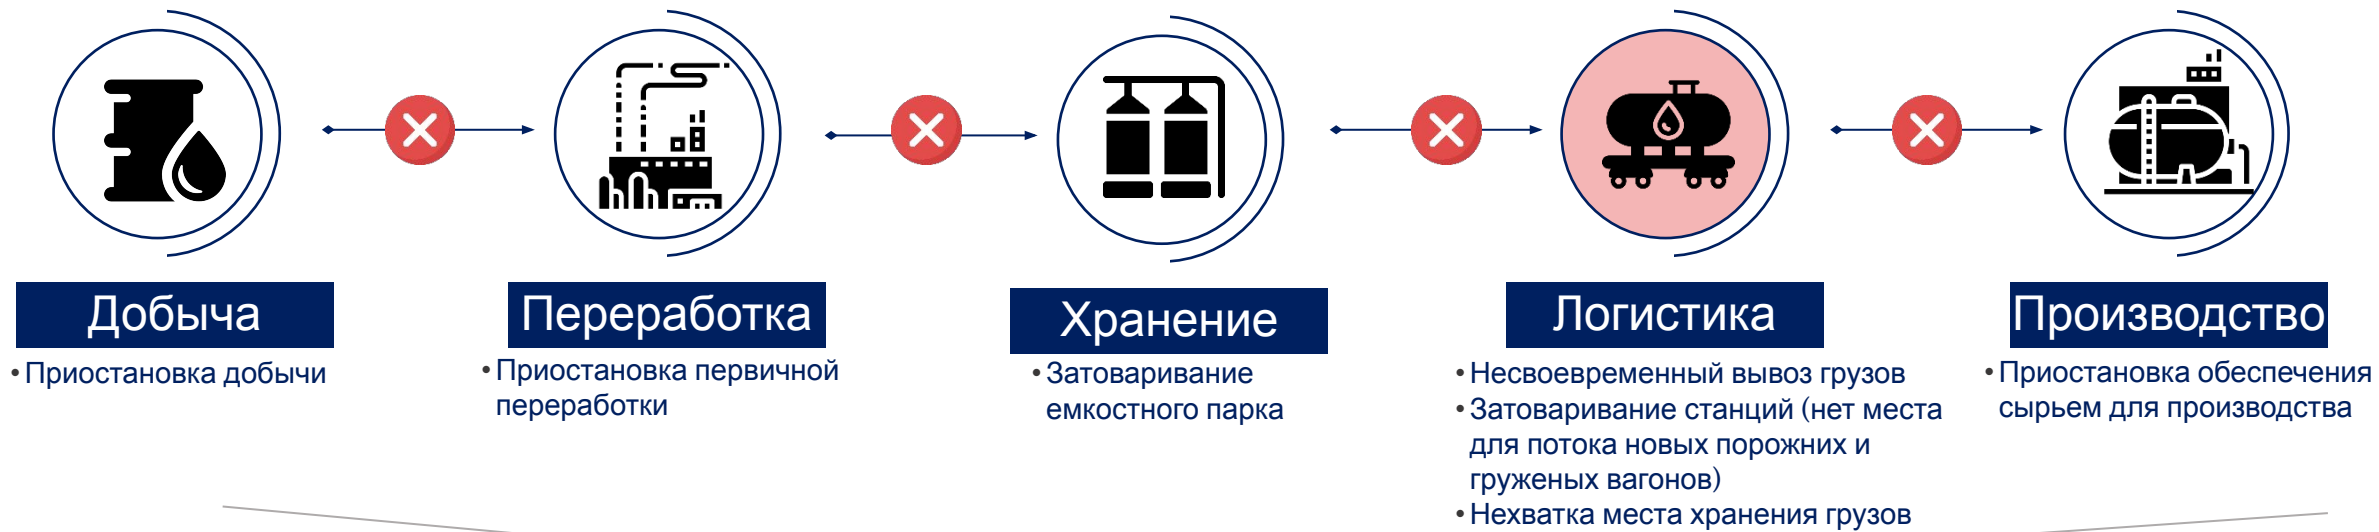 Добыча
• Приостановка добычи
Переработка
• Приостановка первичной
переработки
Хранение
• Затоваривание
емкостного парка
Логистика
• Несвоевременный вывоз грузов
• Затоваривание станций (нет места
для потока новых порожних и
груженых вагонов)
• Нехватка места хранения грузов
Производство
• Приостановка обеспечения
сырьем для производства